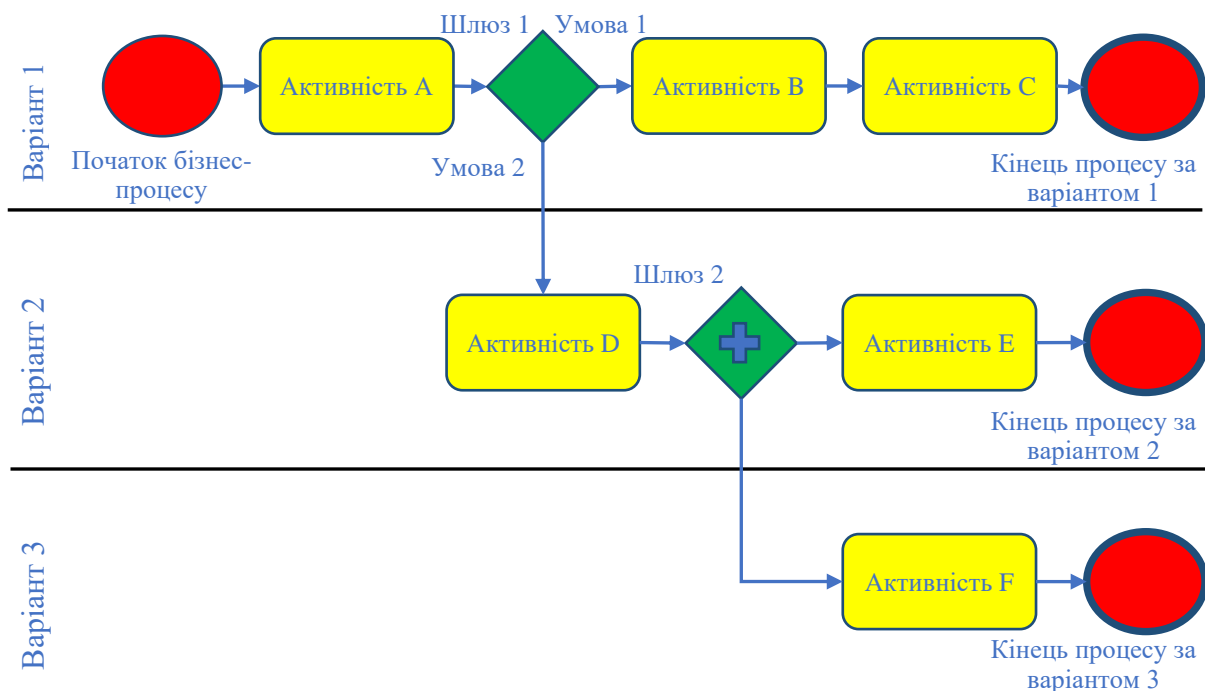 Варіант 1
Шлюз 1
Умова 1
Активність A
Активність B
Активність C
Початок бізнес-
процесу
Умова 2
Кінець процесу за
варіантом 1
Варіант 2
Шлюз 2
Активність D
Активність E
Кінець процесу за
варіантом 2
Варіант 3
Активність F
Кінець процесу за
варіантом 3